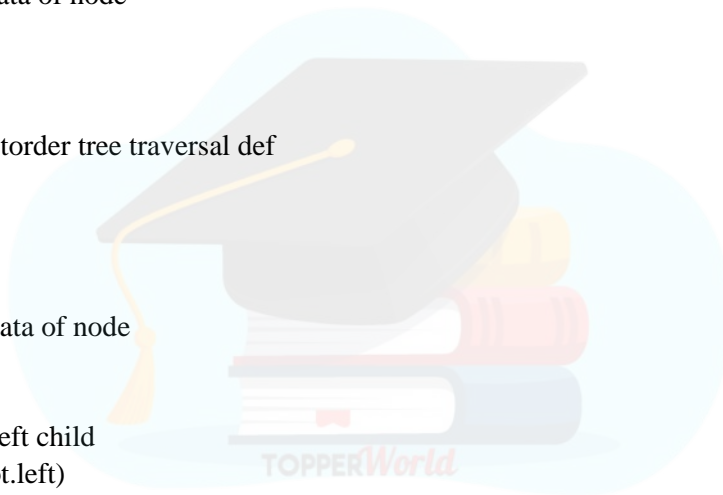 ata of node
torder tree traversal def
ata of node
eft child
t.left)
TOPPERWorld